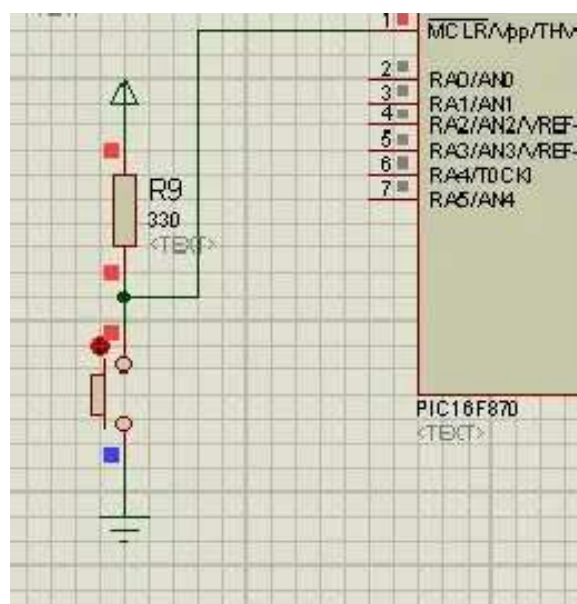 1
MCLR/Vpp/THV
2
RA0/AN0
3
RA1/AN1
4
RA2/AN2/VREF-
5
RA3/AN3/VREF
6
RA4/T0CKI
7
RA5/AN4
R9
330
<TEXT>
PIC16F870
<TEXT>